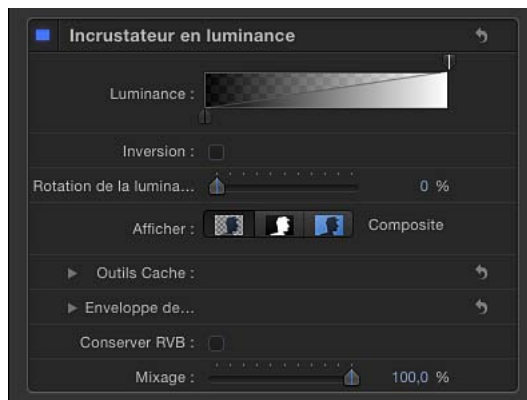 Incrustateur en luminance
Luminance :
Inversion :
Rotation de la lumina... 0 %
Afficher : Composite
Outils Cache :
Enveloppe de...
Conserver RVB :
Mixage : 100,0 %